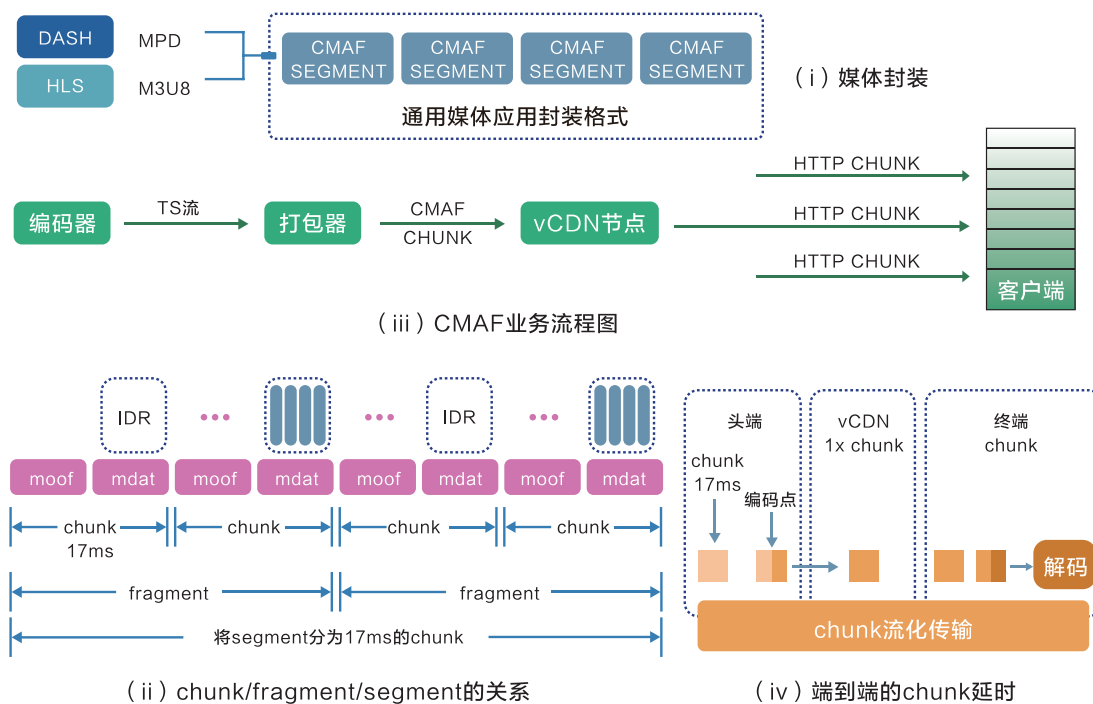 DASH
MPD
HLS
M3U8
CMAF
SEGMENT
CMAF
SEGMENT
CMAF
SEGMENT
CMAF
SEGMENT
通用媒体应用封装格式
（i）媒体封装
编码器
TS流
打包器
CMAF
CHUNK
vCDN节点
HTTP CHUNK
HTTP CHUNK
HTTP CHUNK
客户端
（iii）CMAF业务流程图
IDR
•••
•••
IDR
•••
moof
mdat
moof
mdat
moof
mdat
moof
mdat
chunk
17ms
chunk
chunk
chunk
fragment
fragment
将segment分为17ms的chunk
（ii）chunk/fragment/segment的关系
头端
vCDN
1x chunk
终端
chunk
chunk
17ms
编码点
解码
chunk流化传输
（iv）端到端的chunk延时